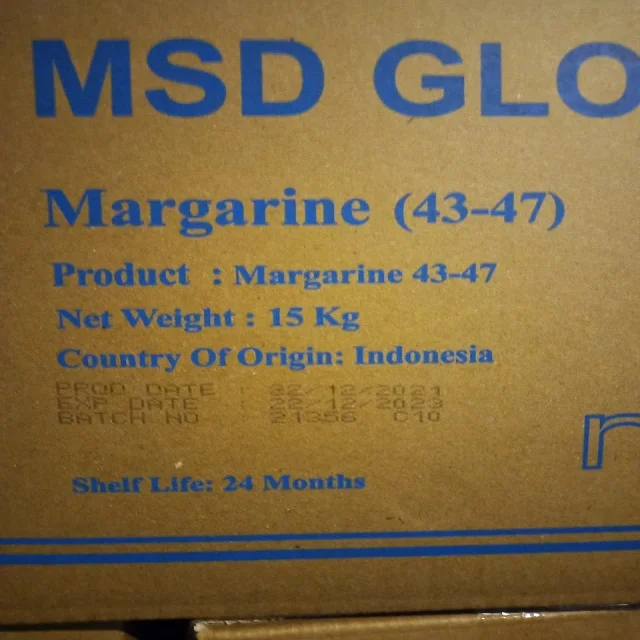 MSD GLO
Margarine (43-47)
Product : Margarine 43-47
Net Weight : 15 Kg
Country Of Origin: Indonesia
PROD DATE : 22/12/2021
EXP DATE : 22/12/2023
BATCH NO : 21356 C10
Shelf Life: 24 Months